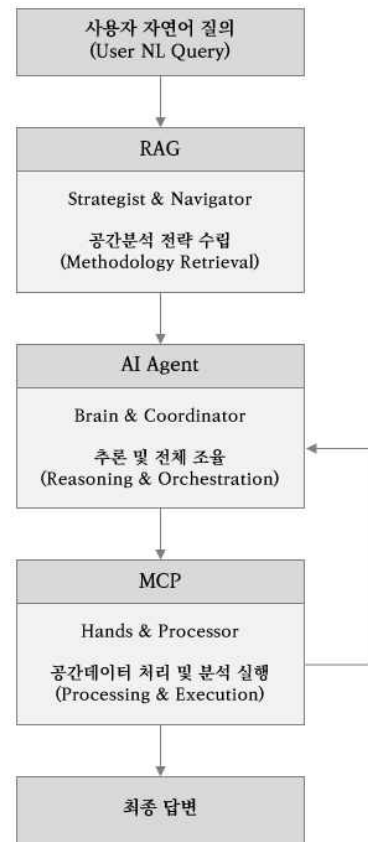 사용자 자연어 질의
(User NL Query)
RAG
Strategist & Navigator
공간분석 전략 수립
(Methodology Retrieval)
AI Agent
Brain & Coordinator
추론 및 전체 조율
(Reasoning & Orchestration)
MCP
Hands & Processor
공간데이터 처리 및 분석 실행
(Processing & Execution)
최종 답변